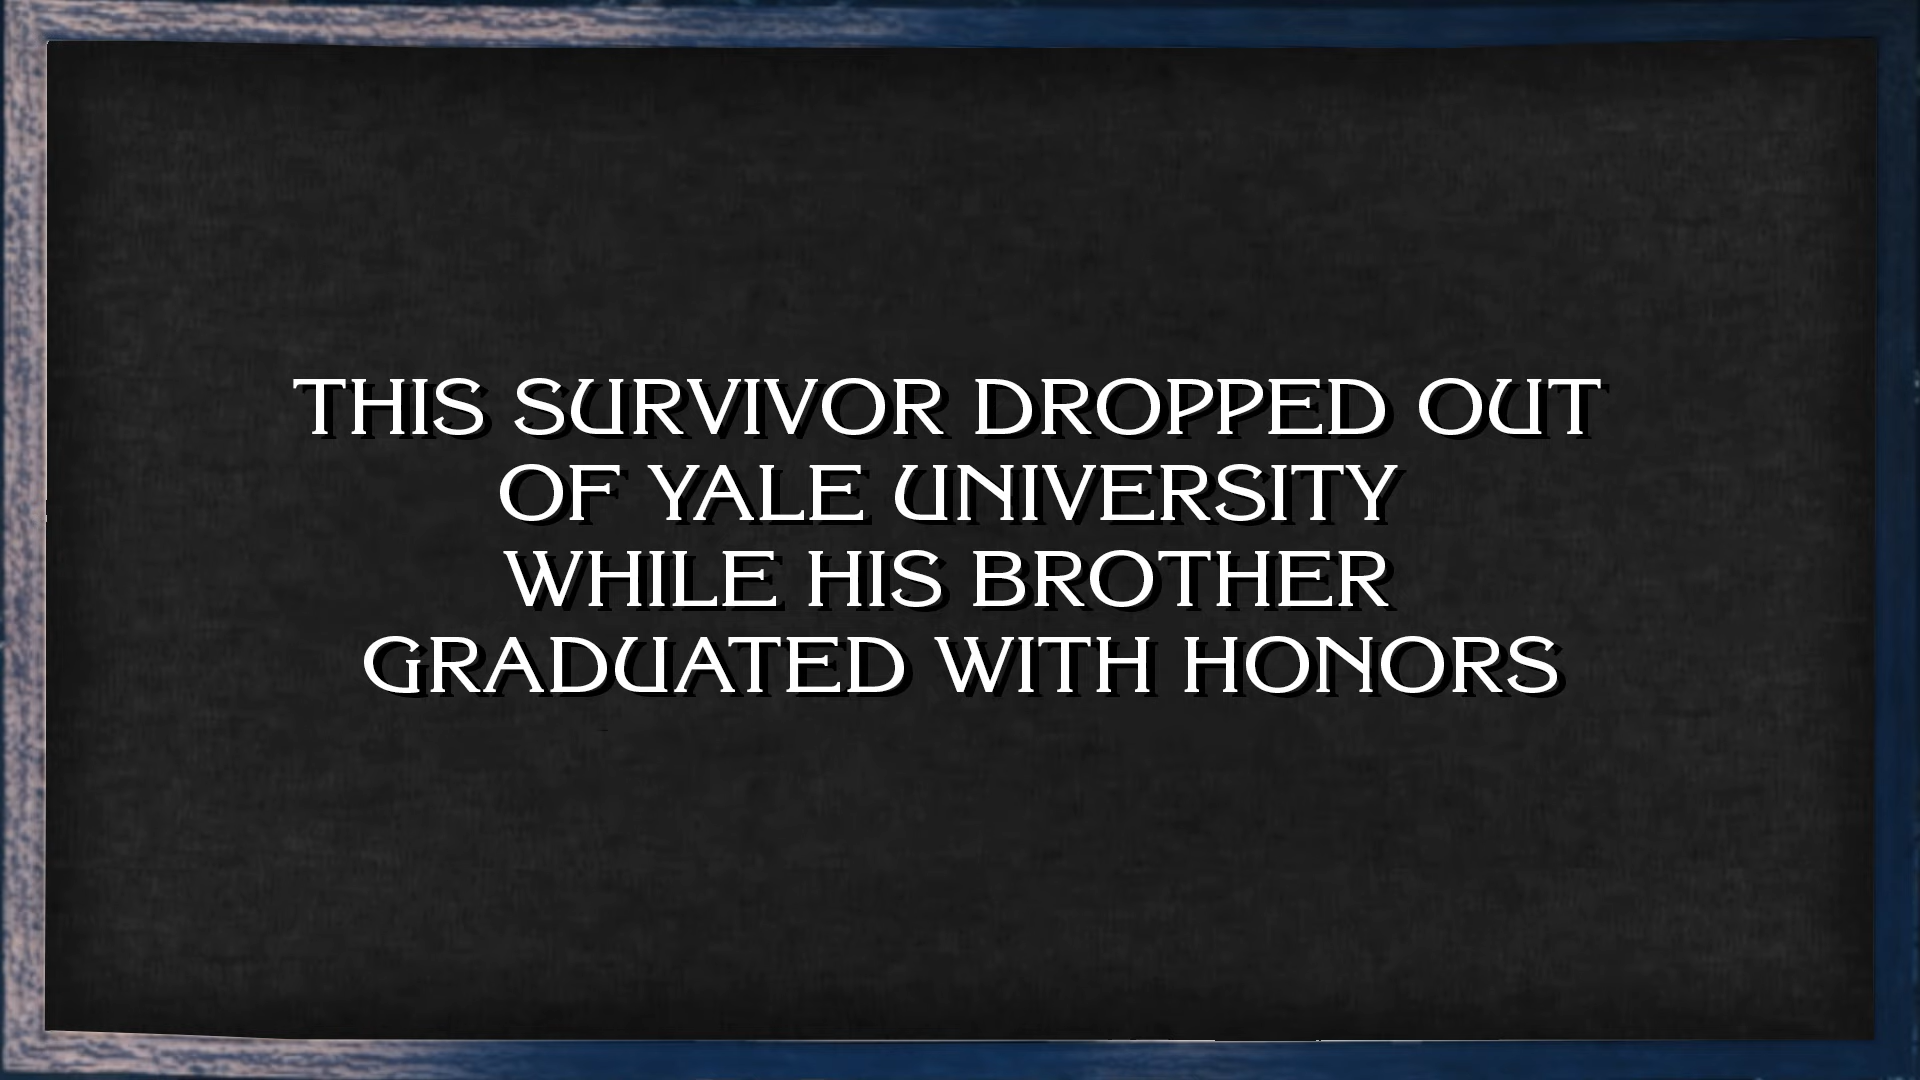 THIS SURVIVOR DROPPED OUT
OF YALE UNIVERSITY
WHILE HIS BROTHER
GRADUATED WITH HONORS